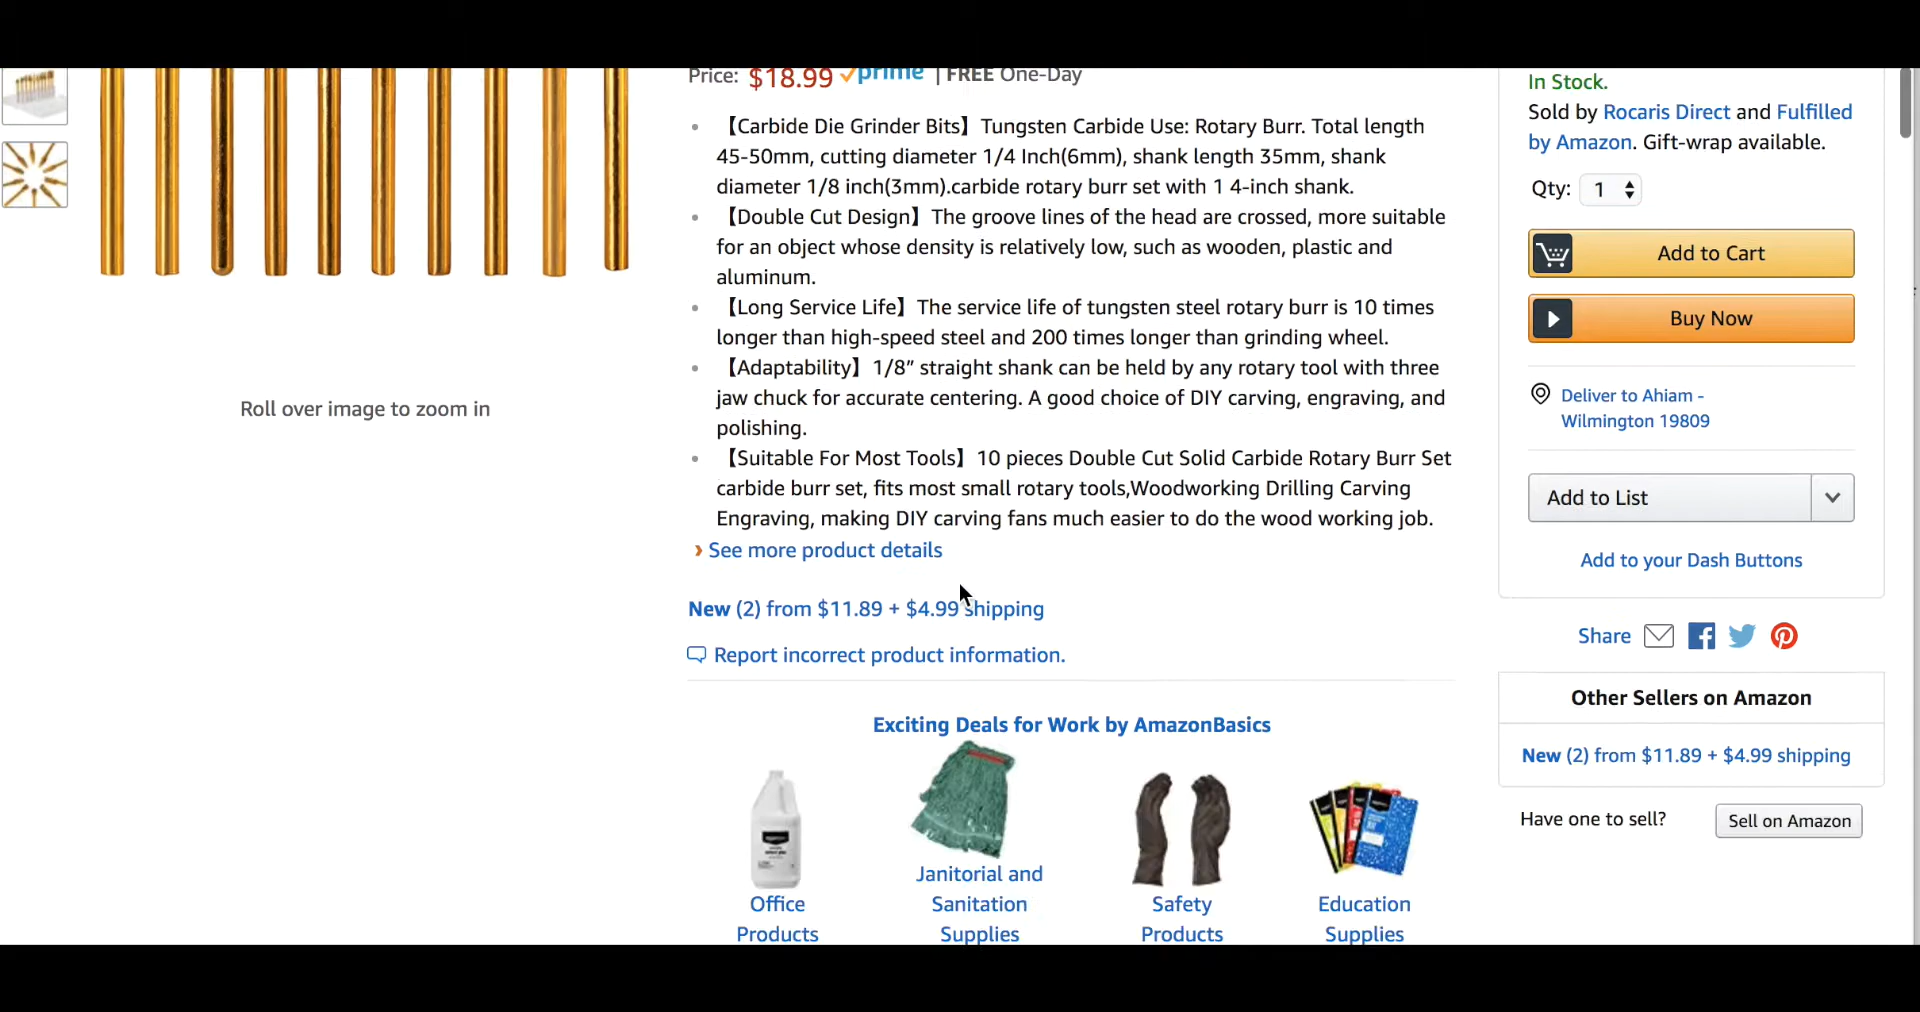 Price: $18.99 prime | FREE One-Day
【Carbide Die Grinder Bits】Tungsten Carbide Use: Rotary Burr. Total length
45-50mm, cutting diameter 1/4 Inch(6mm), shank length 35mm, shank
diameter 1/8 inch(3mm).carbide rotary burr set with 1 4-inch shank.
【Double Cut Design】The groove lines of the head are crossed, more suitable
for an object whose density is relatively low, such as wooden, plastic and
aluminum.
【Long Service Life】The service life of tungsten steel rotary burr is 10 times
longer than high-speed steel and 200 times longer than grinding wheel.
【Adaptability】1/8” straight shank can be held by any rotary tool with three
jaw chuck for accurate centering. A good choice of DIY carving, engraving, and
polishing.
【Suitable For Most Tools】10 pieces Double Cut Solid Carbide Rotary Burr Set
carbide burr set, fits most small rotary tools,Woodworking Drilling Carving
Engraving, making DIY carving fans much easier to do the wood working job.
› See more product details
New (2) from $11.89 + $4.99 shipping
Report incorrect product information.
Roll over image to zoom in
Exciting Deals for Work by AmazonBasics
Office
Products
Janitorial and
Sanitation
Supplies
Safety
Products
Education
Supplies
In Stock.
Sold by Rocaris Direct and Fulfilled
by Amazon. Gift-wrap available.
Qty: 1
Add to Cart
Buy Now
Deliver to Ahiam -
Wilmington 19809
Add to List
Add to your Dash Buttons
Share
Other Sellers on Amazon
New (2) from $11.89 + $4.99 shipping
Have one to sell?
Sell on Amazon